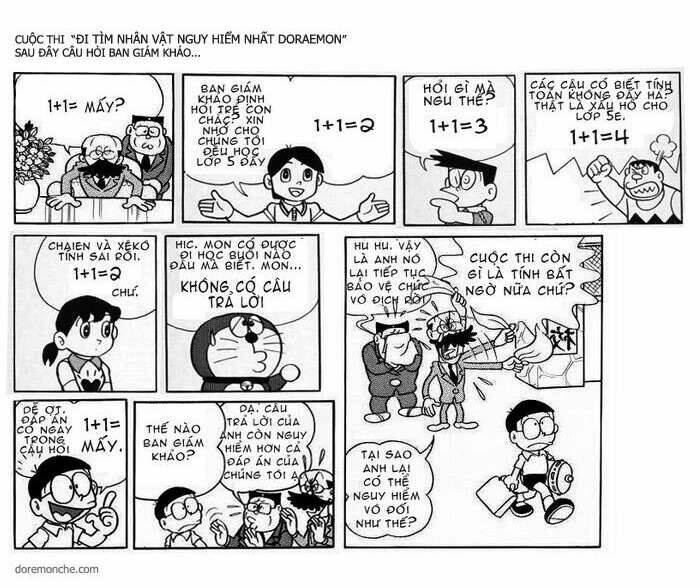 CUỘC THI "ĐI TÌM NHÂN VẬT NGUY HIỂM NHẤT DORAEMON"
SAU ĐÂY CÂU HỎI BAN GIÁM KHẢO...
1+1= MẤY?
BAN GIÁM
KHẢO ĐỊNH
HỎI TRẺ CON
CHẮC? XIN
NHỚ CHO
CHÚNG TÔI
ĐỀU HỌC
LỚP 5 ĐẤY
1+1=2
HỎI GÌ MÀ
NGU THẾ?
1+1=3
CÁC CẬU CÓ BIẾT TÍNH
TOÁN KHÔNG ĐẤY HẢ?
THẬT LÀ XẤU HỔ CHO
LỚP 5E.
1+1=4
CHAIEN VÀ XÊKÔ
TÍNH SAI RỒI.
1+1=2
CHỨ.
HIC. MON CÓ ĐƯỢC
ĐI HỌC BUỔI NÀO
ĐÂU MÀ BIẾT. MON...
KHÔNG CÓ CÂU
TRẢ LỜI
HU HU. VẬY
LÀ ANH NÓ
LẠI TIẾP TỤC
BẢO VỆ CHỨC
VÔ ĐỊCH RỒI
CUỘC THI CÒN
GÌ LÀ TÍNH BẤT
NGỜ NỮA CHỨ?
DỄ ỢT.
ĐÁP ÁN
CÓ NGAY
TRONG
CÂU HỎI
1+1=
MẤY.
THẾ NÀO
BAN GIÁM
KHẢO?
DẠ. CÂU
TRẢ LỜI CỦA
ANH CÒN NGUY
HIỂM HƠN CẢ
ĐÁP ÁN CỦA
CHÚNG TÔI Ạ
TẠI SAO
ANH LẠI
CÓ THỂ
NGUY HIỂM
VÔ ĐỐI
NHƯ THẾ?
doremonche.com